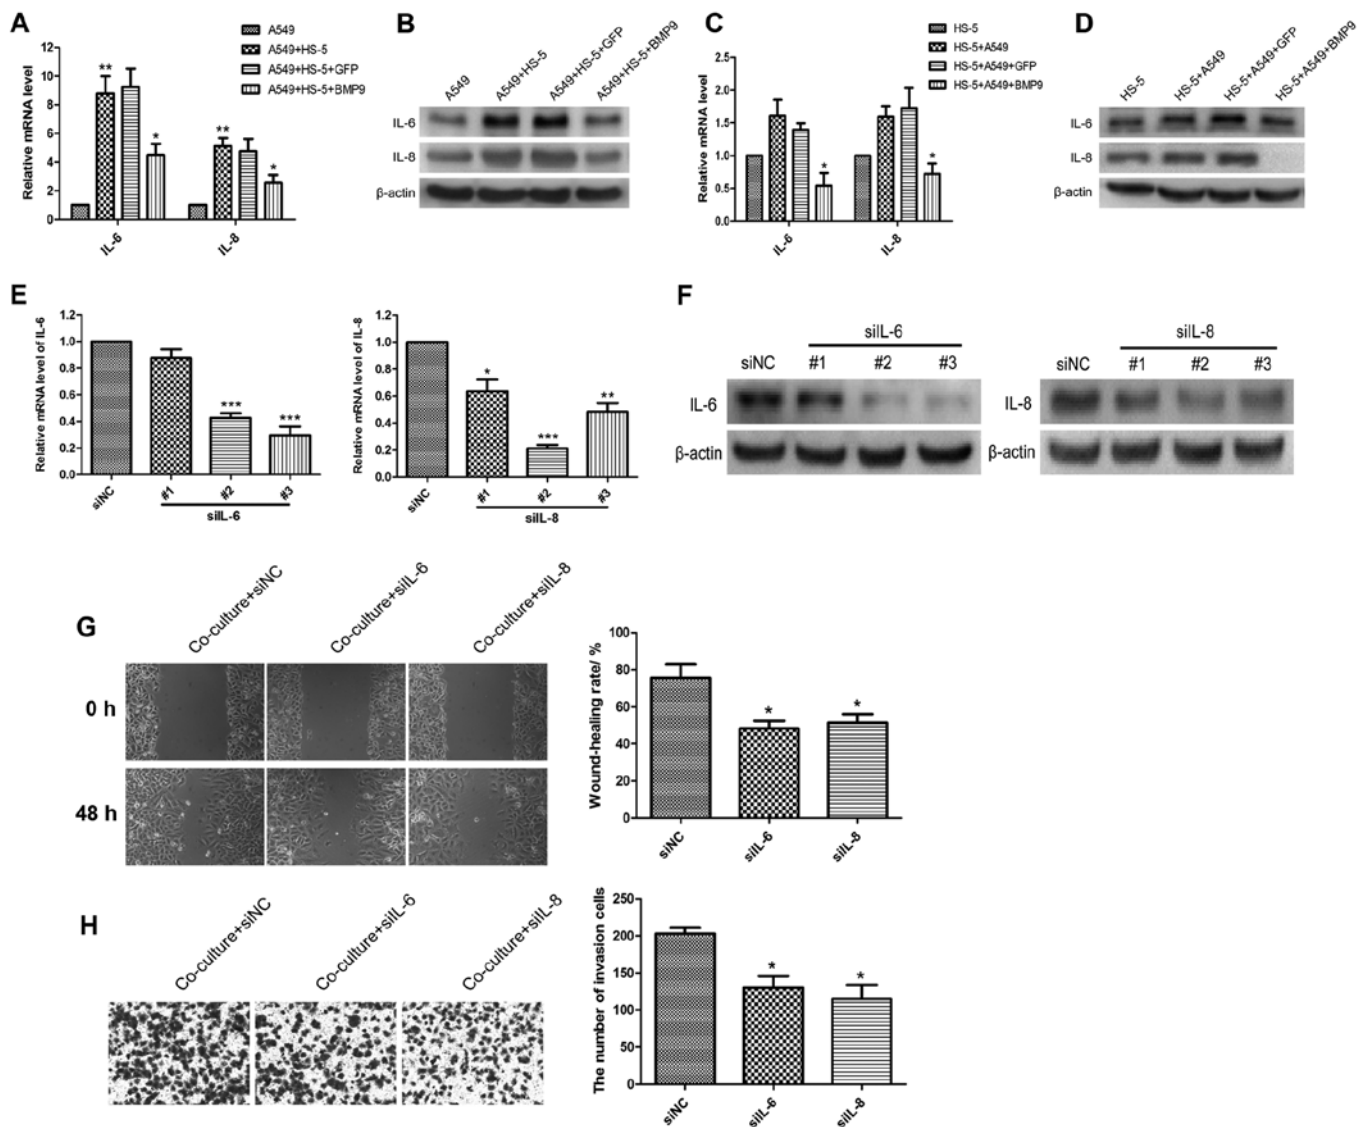 A
Relative mRNA level
12
10
8
6
4
2
0
**
*
**
*
IL-6
IL-8
A549
A549+HS-5
A549+HS-5+GFP
A549+HS-5+BMP9
B
A549
A549+HS-5
A549+HS-5+GFP
A549+HS-5+BMP9
IL-6
IL-8
β-actin
C
Relative mRNA level
2.5
2.0
1.5
1.0
0.5
0.0
*
*
IL-6
IL-8
HS-5
HS-5+A549
HS-5+A549+GFP
HS-5+A549+BMP9
D
HS-5
HS-5+A549
HS-5+A549+GFP
HS-5+A549+BMP9
IL-6
IL-8
β-actin
E
Relative mRNA level of IL-6
1.2
1.0
0.8
0.6
0.4
0.2
0.0
***
***
siNC
#1
#2
#3
siIL-6
Relative mRNA level of IL-8
1.2
1.0
0.8
0.6
0.4
0.2
0.0
*
***
**
siNC
#1
#2
#3
siIL-8
F
siIL-6
siNC
#1
#2
#3
IL-6
β-actin
siIL-8
siNC
#1
#2
#3
IL-8
β-actin
G
Co-culture+siNC
Co-culture+siIL-6
Co-culture+siIL-8
0 h
48 h
Wound-healing rate/ %
100
80
60
40
20
0
*
*
siNC
siIL-6
siIL-8
H
Co-culture+siNC
Co-culture+siIL-6
Co-culture+siIL-8
The number of invasion cells
250
200
150
100
50
0
*
*
siNC
siIL-6
siIL-8